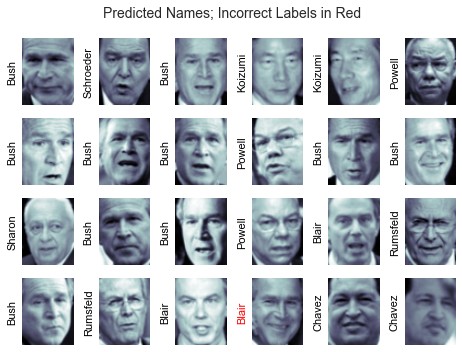 Predicted Names; Incorrect Labels in Red
Bush
Schroeder
Bush
Koizumi
Koizumi
Powell
Bush
Bush
Bush
Powell
Bush
Bush
Sharon
Bush
Bush
Powell
Blair
Rumsfeld
Bush
Rumsfeld
Blair
Blair
Chavez
Chavez